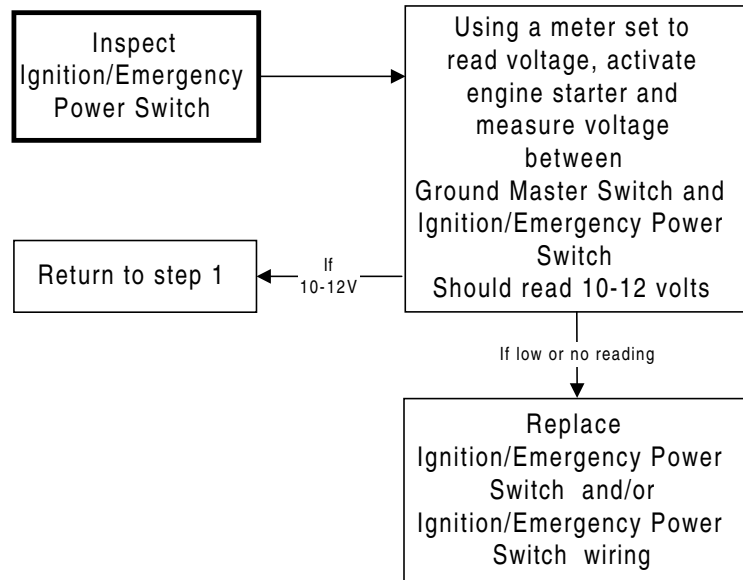 Inspect
Ignition/Emergency
Power Switch
Using a meter set to
read voltage, activate
engine starter and
measure voltage
between
Ground Master Switch and
Ignition/Emergency Power
Switch
Should read 10-12 volts
If
10-12V
Return to step 1
If low or no reading
Replace
Ignition/Emergency Power
Switch and/or
Ignition/Emergency Power
Switch wiring